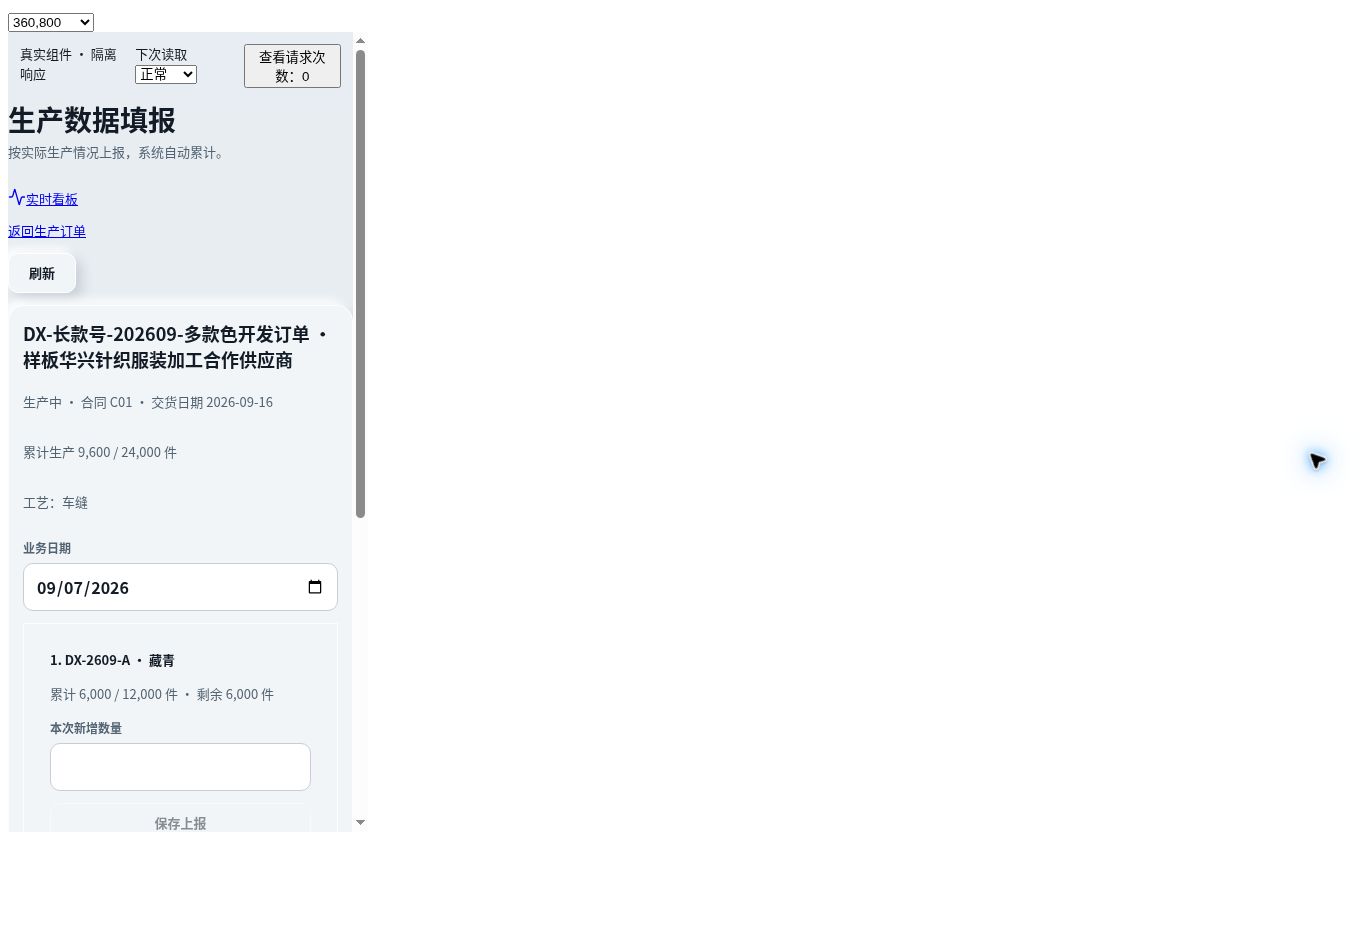 360,800
真实组件 · 隔离
响应
下次读取
正常
查看请求次
数：0
生产数据填报
按实际生产情况上报，系统自动累计。
实时看板
返回生产订单
刷新
DX-长款号-202609-多款色开发订单 ·
样板华兴针织服装加工合作供应商
生产中 · 合同 C01 · 交货日期 2026-09-16
累计生产 9,600 / 24,000 件
工艺：车缝
业务日期
09/07/2026
1. DX-2609-A · 藏青
累计 6,000 / 12,000 件 · 剩余 6,000 件
本次新增数量
保存上报